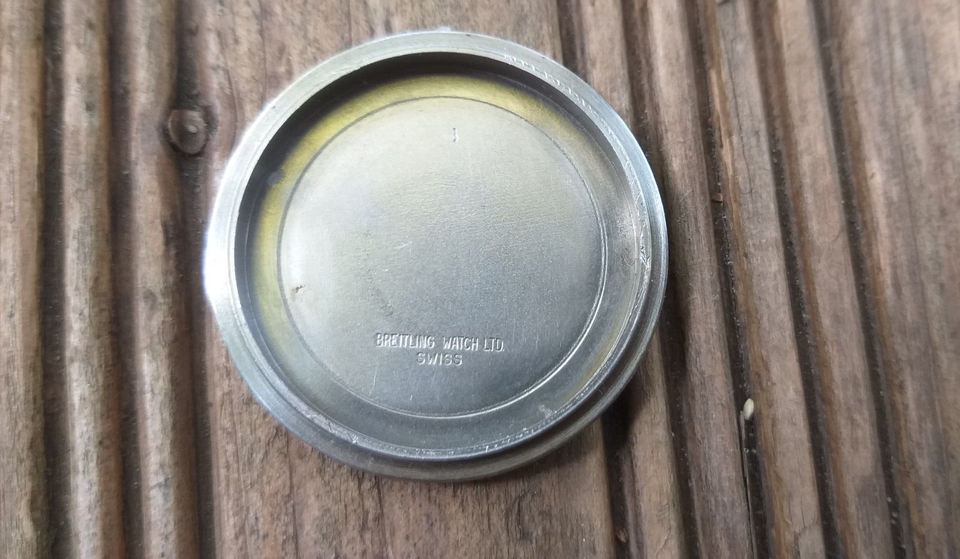 BREITLING WATCH LTD
SWISS